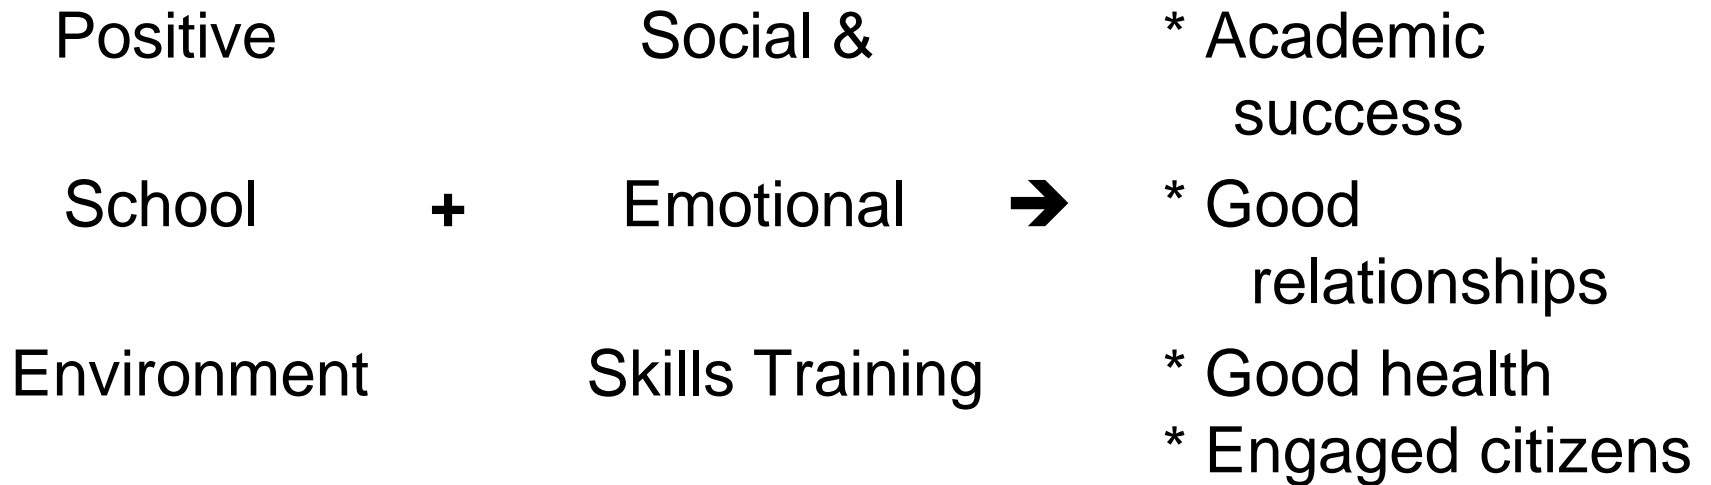 Positive Social & * Academic
success
School + Emotional ➔ * Good
relationships
Environment Skills Training * Good health
* Engaged citizens